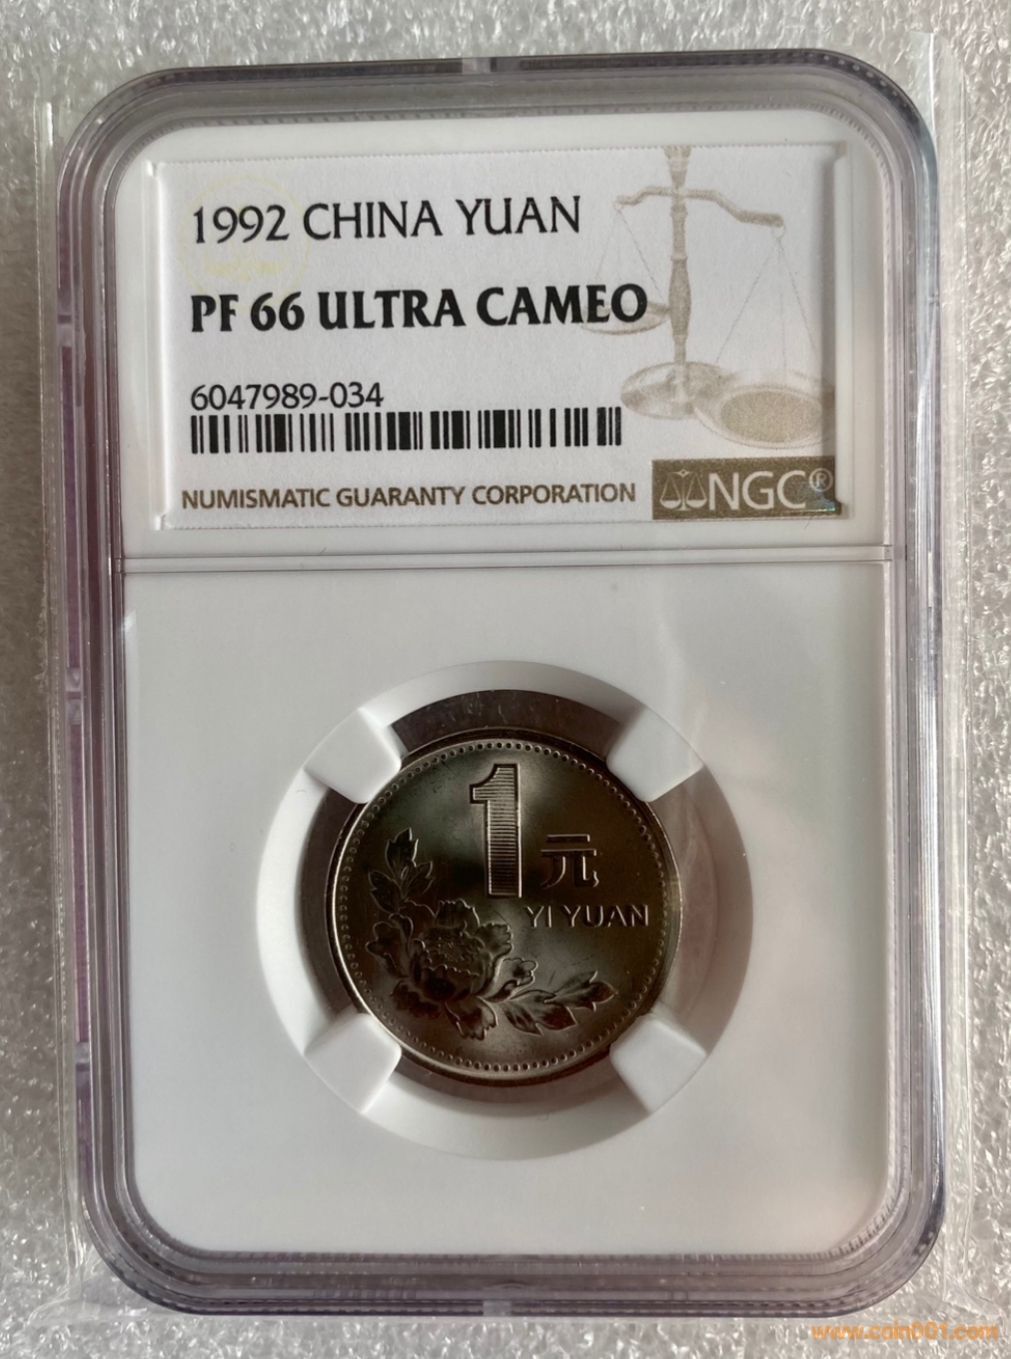 1992 CHINA YUAN
PF 66 ULTRA CAMEO
6047989-034
NUMISMATIC GUARANTY CORPORATION
NGC®
1
元
YI YUAN
www.coin001.com